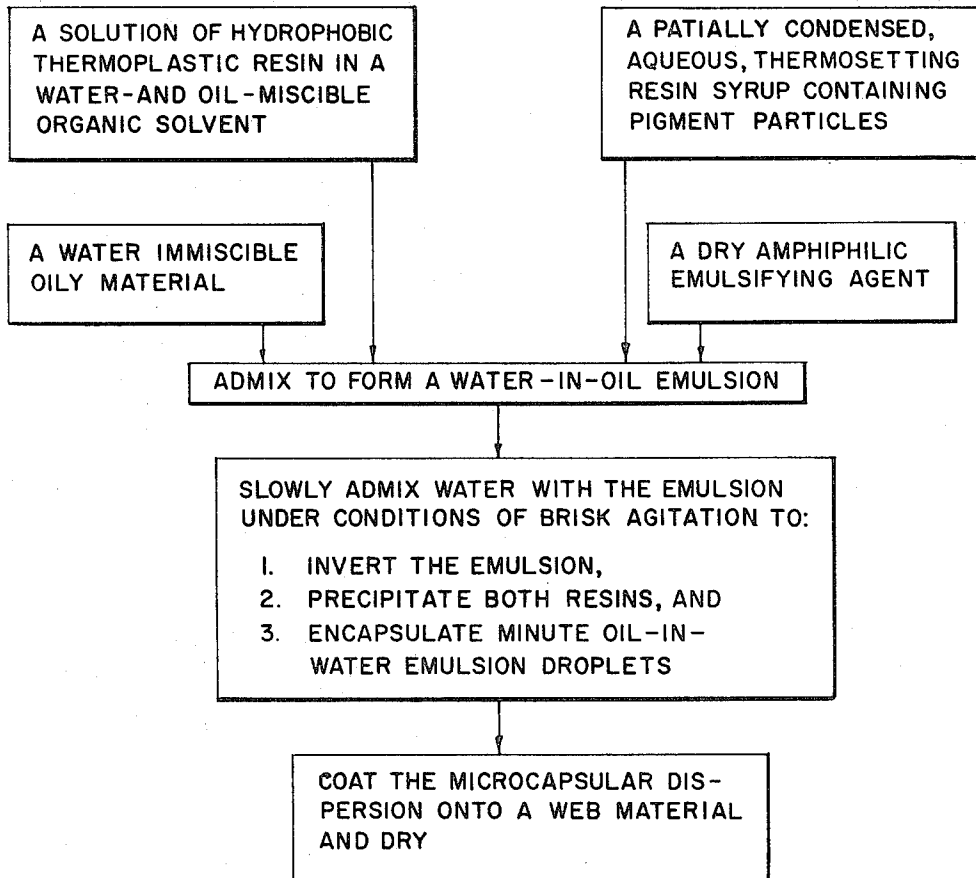 A SOLUTION OF HYDROPHOBIC
THERMOPLASTIC RESIN IN A
WATER-AND OIL-MISCIBLE
ORGANIC SOLVENT
A PATIALLY CONDENSED,
AQUEOUS, THERMOSETTING
RESIN SYRUP CONTAINING
PIGMENT PARTICLES
A WATER IMMISCIBLE
OILY MATERIAL
A DRY AMPHIPHILIC
EMULSIFYING AGENT
ADMIX TO FORM A WATER-IN-OIL EMULSION
SLOWLY ADMIX WATER WITH THE EMULSION
UNDER CONDITIONS OF BRISK AGITATION TO:
1. INVERT THE EMULSION,
2. PRECIPITATE BOTH RESINS, AND
3. ENCAPSULATE MINUTE OIL-IN-
WATER EMULSION DROPLETS
COAT THE MICROCAPSULAR DIS-
PERSION ONTO A WEB MATERIAL
AND DRY